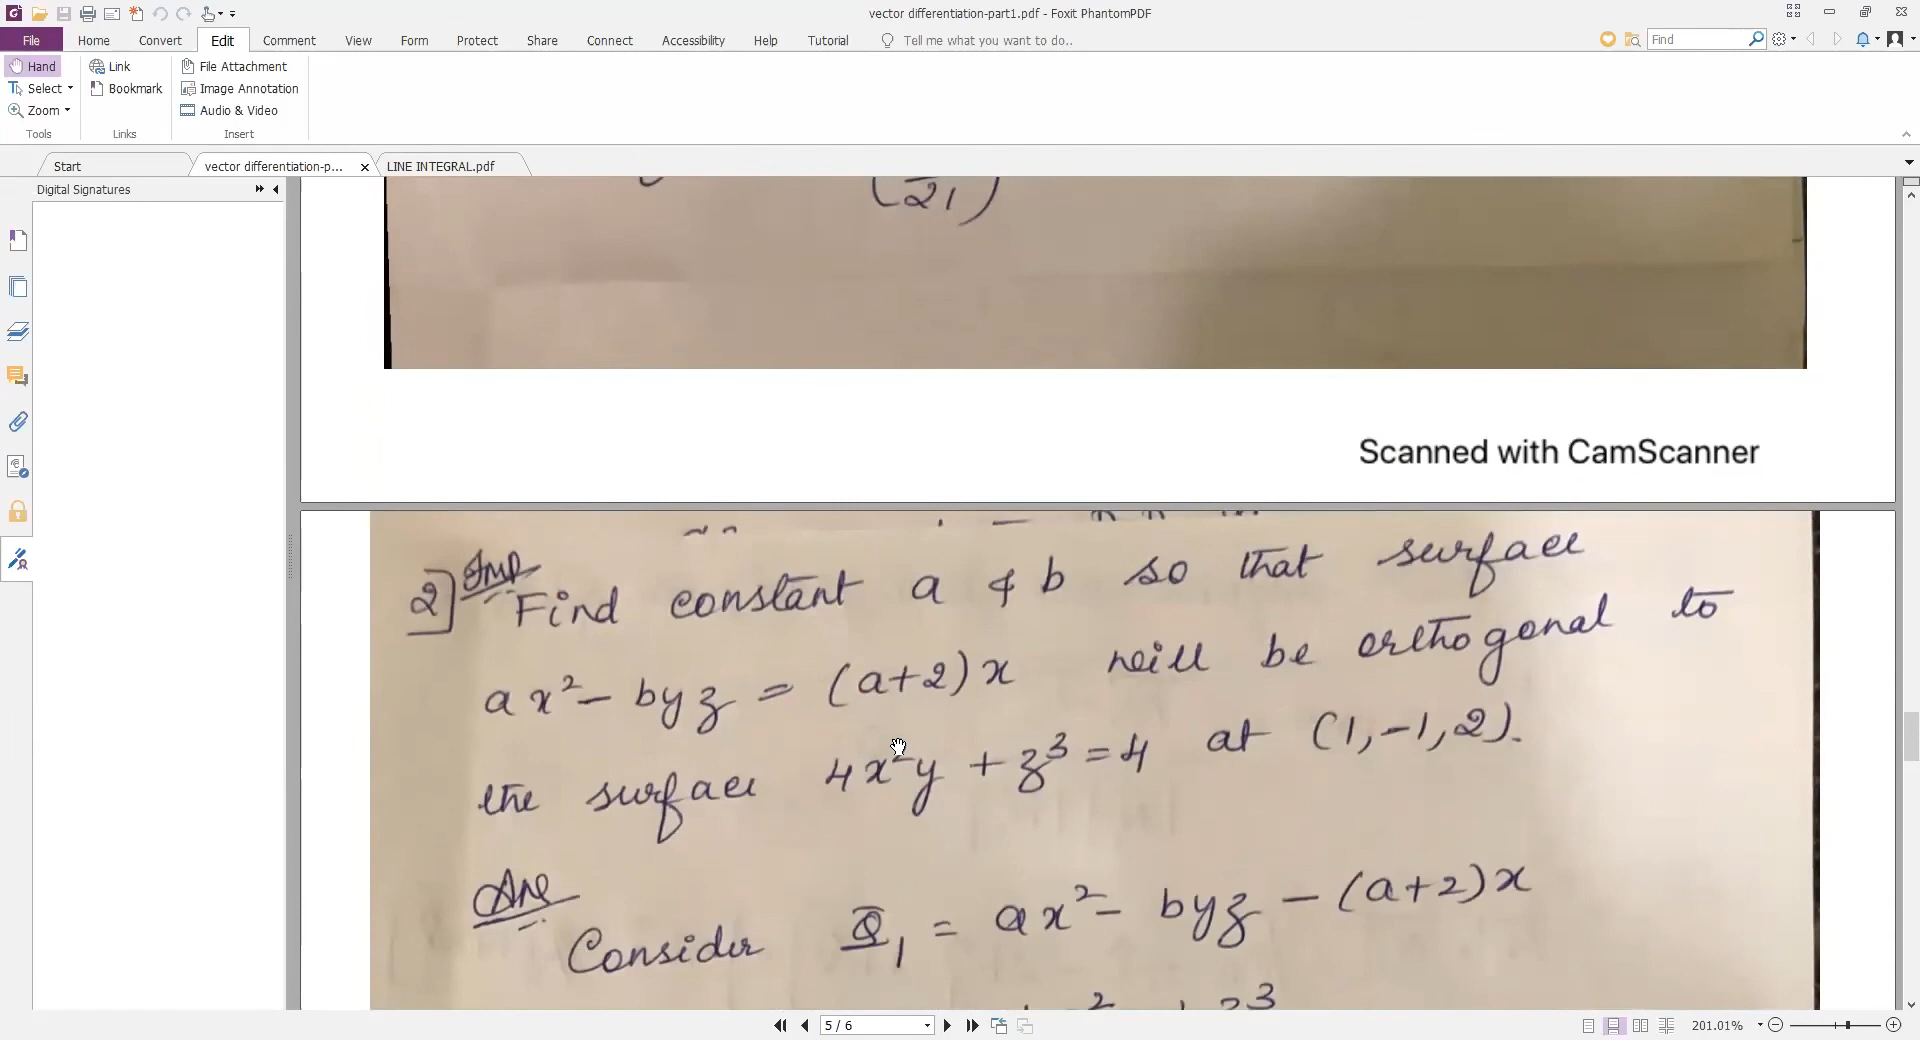 vector differentiation-part1.pdf - Foxit PhantomPDF
File Home Convert Edit Comment View Form Protect Share Connect Accessibility Help Tutorial Tell me what you want to do.. Find
Hand Link File Attachment
Select Bookmark Image Annotation
Zoom Audio & Video
Tools Links Insert
Start vector differentiation-p... LINE INTEGRAL.pdf
Digital Signatures
21
Scanned with CamScanner
2] Imp Find constant a & b so that surface
ax² - byz = (a+2)x will be orthogonal to
the surface 4x²y + z³ = 4 at (1,-1,2).
Ans
Consider Φ₁ = ax² - byz - (a+2)x
5 / 6 201.01%